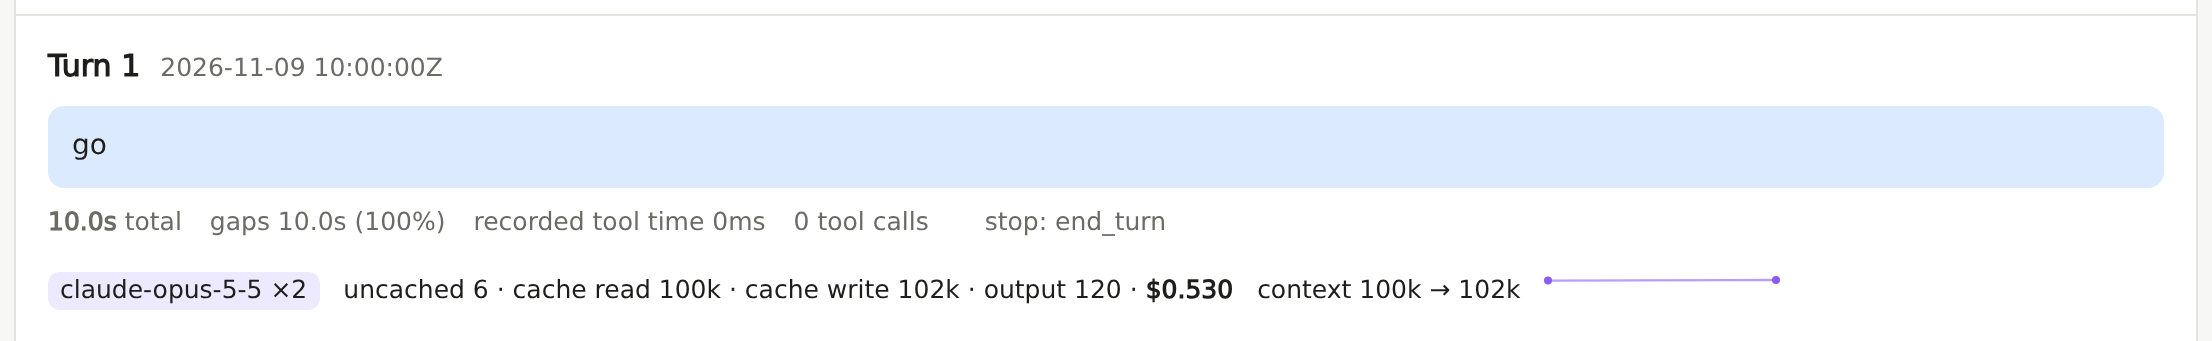 Turn 1 2026-11-09 10:00:00Z
go
10.0s total gaps 10.0s (100%) recorded tool time 0ms 0 tool calls stop: end_turn
claude-opus-5-5 ×2 uncached 6 · cache read 100k · cache write 102k · output 120 · $0.530 context 100k → 102k